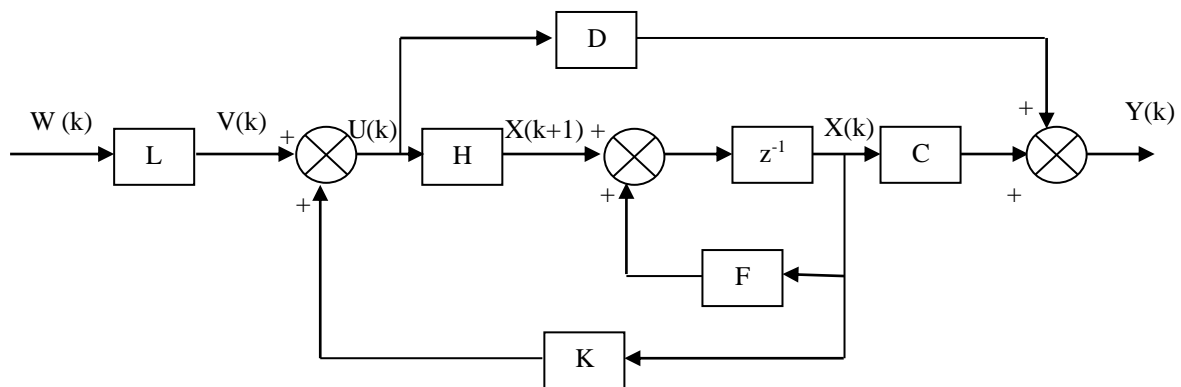 D
W (k)
V(k)
U(k)
X(k+1)
X(k)
Y(k)
+
+
+
L
H
z⁻¹
C
+
+
+
F
K